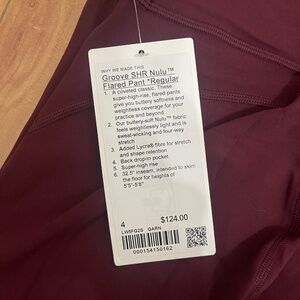 WHY WE MADE THIS
Groove SHR Nulu™
Flared Pant *Regular
1. A coveted classic. These
super-high-rise, flared pants
give you buttery softness and
weightless coverage for your
practice and beyond
2. Our buttery-soft Nulu™ fabric
feels weightlessly light and is
sweat-wicking and four-way
stretch
3. Added Lycra® fibre for stretch
and shape retention
4. Back drop-in pocket
5. Super-high rise
6. 32.5" inseam, intended to skim
the floor for heights of
5'5"-5'8"
4 $124.00
LW5FQ2S GARN
000154150162